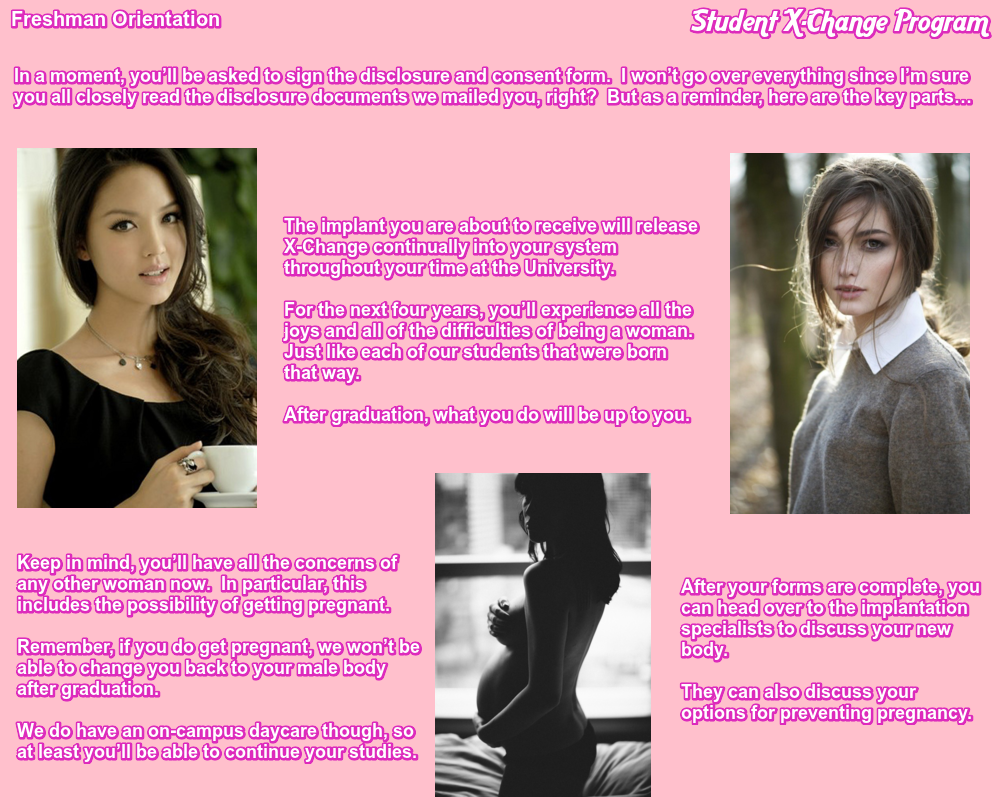 Freshman Orientation
Student X-Change Program
In a moment, you'll be asked to sign the disclosure and consent form.  I won't go over everything since I'm sure
you all closely read the disclosure documents we mailed you, right?  But as a reminder, here are the key parts…
The implant you are about to receive will release
X-Change continually into your system
throughout your time at the University.
For the next four years, you'll experience all the
joys and all of the difficulties of being a woman.
Just like each of our students that were born
that way.
After graduation, what you do will be up to you.
Keep in mind, you'll have all the concerns of
any other woman now.  In particular, this
includes the possibility of getting pregnant.
Remember, if you do get pregnant, we won't be
able to change you back to your male body
after graduation.
We do have an on-campus daycare though, so
at least you'll be able to continue your studies.
After your forms are complete, you
can head over to the implantation
specialists to discuss your new
body.
They can also discuss your
options for preventing pregnancy.